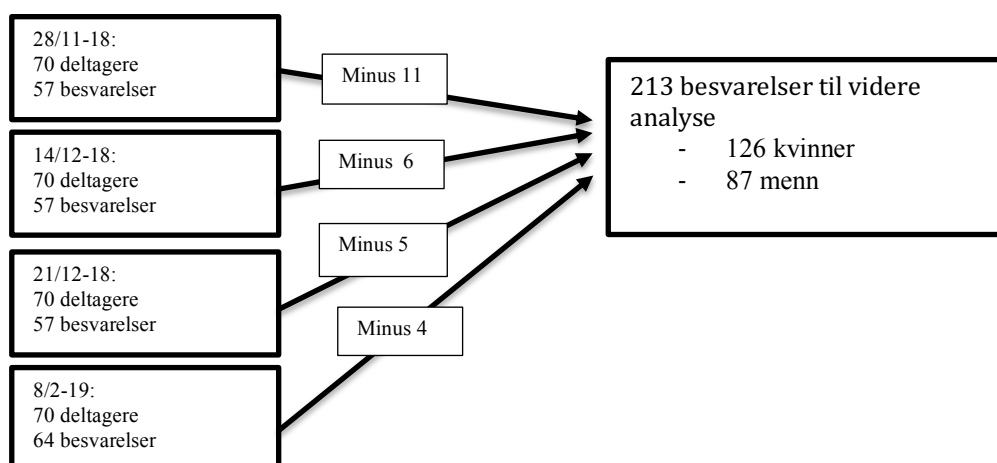 28/11-18:
70 deltagere
57 besvarelser
Minus 11
14/12-18:
70 deltagere
57 besvarelser
Minus 6
21/12-18:
70 deltagere
57 besvarelser
Minus 5
8/2-19:
70 deltagere
64 besvarelser
Minus 4
213 besvarelser til videre
analyse
- 126 kvinner
- 87 menn